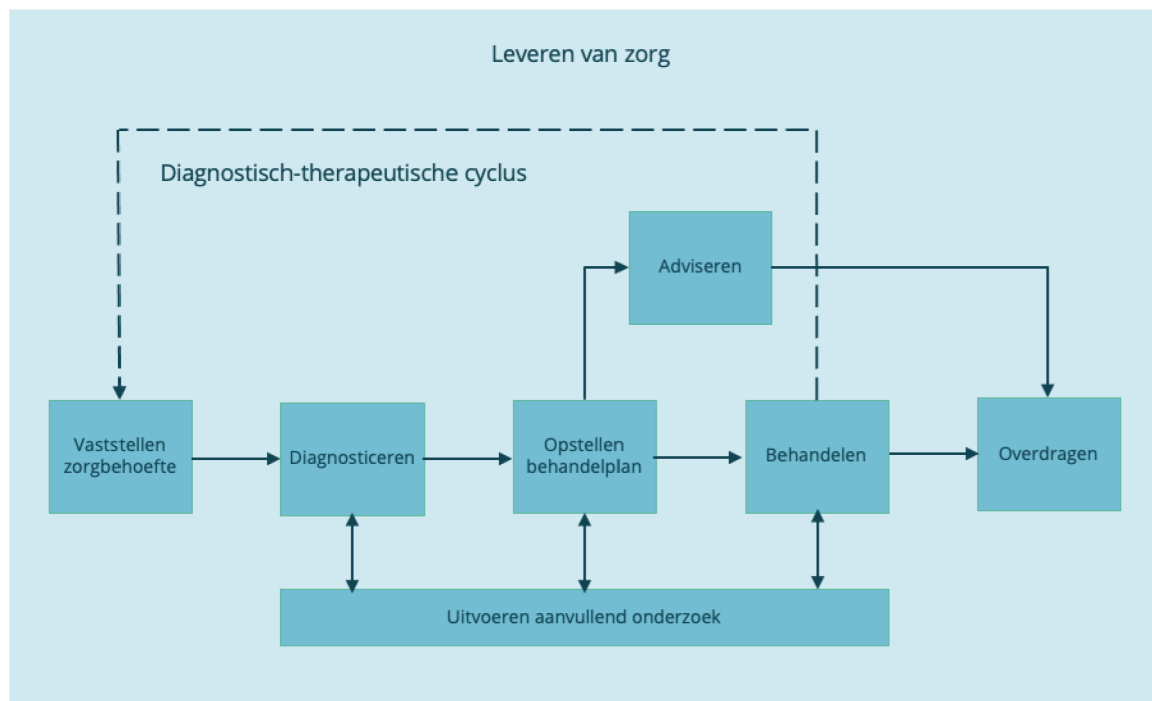 Leveren van zorg
Diagnostisch-therapeutische cyclus
Adviseren
Vaststellen
zorgbehoefte
Diagnosticeren
Opstellen
behandelplan
Behandelen
Overdragen
Uitvoeren aanvullend onderzoek